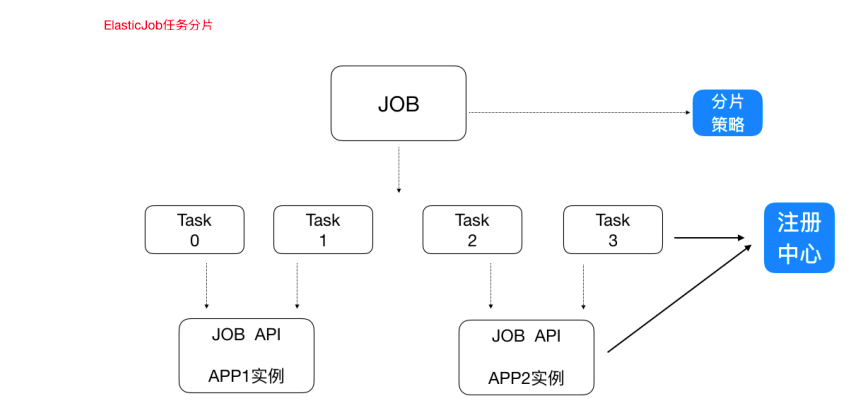 ElasticJob任务分片
JOB
分片
策略
Task
0
Task
1
Task
2
Task
3
注册
中心
JOB API
APP1实例
JOB API
APP2实例